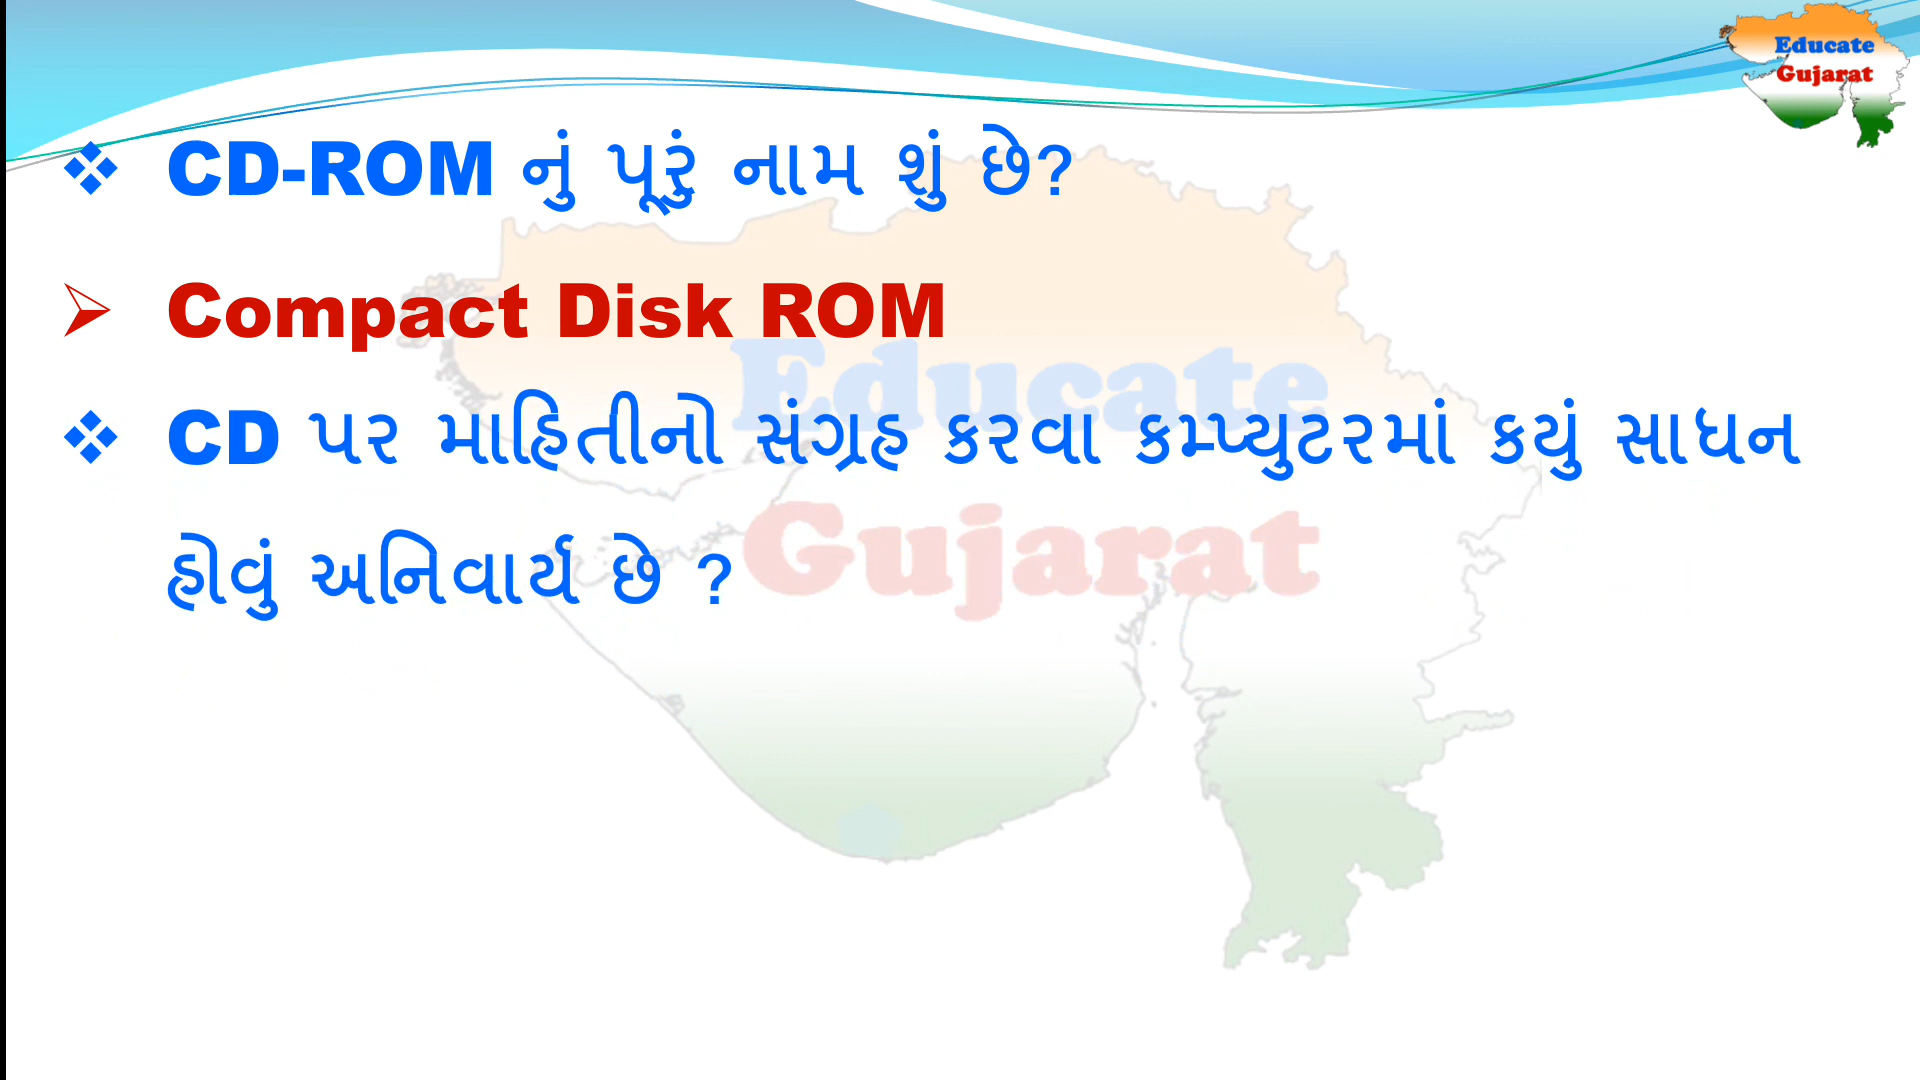 Educate
Gujarat
CD-ROM નું પૂરું નામ શું છે?
Compact Disk ROM
CD પર માહિતીનો સંગ્રહ કરવા કમ્પ્યુટરમાં કયું સાધન
હોવું અનિવાર્ય છે ?
Educate
Gujarat